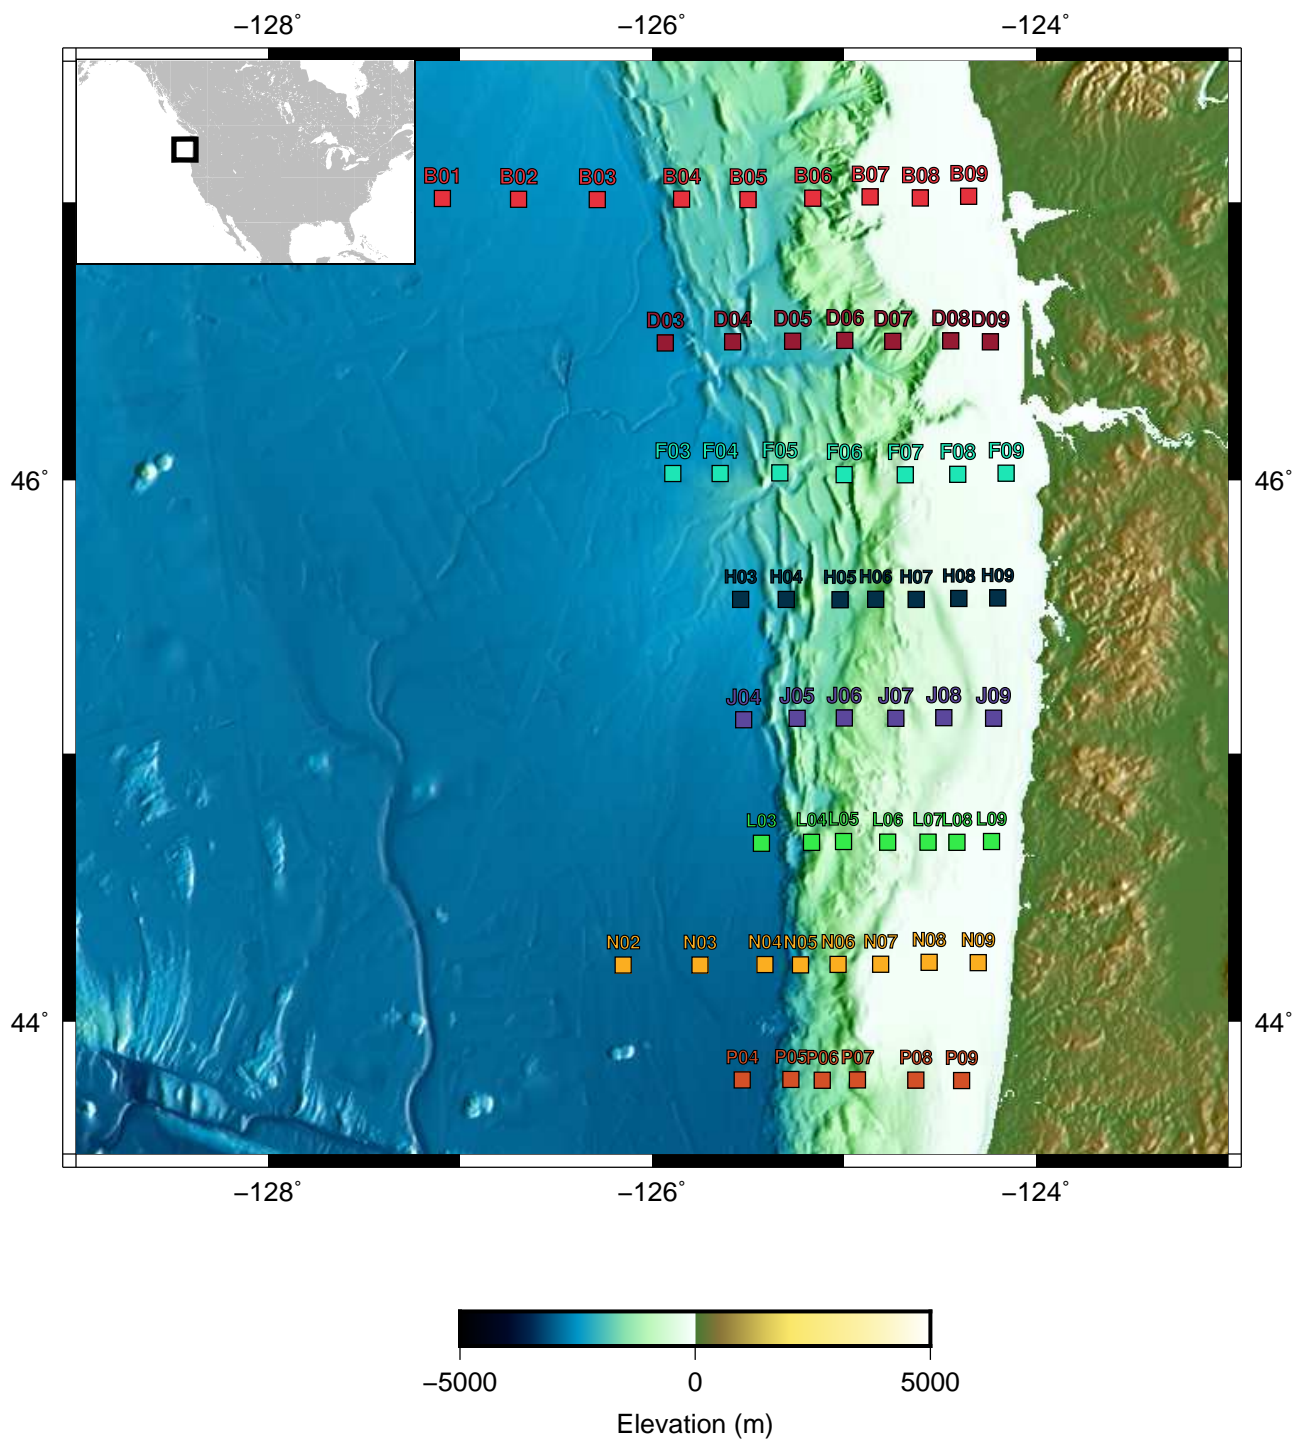 −128˚ −126˚ −124˚
B01 B02 B03 B04 B05 B06 B07 B08 B09
D03 D04 D05 D06 D07 D08 D09
F03 F04 F05 F06 F07 F08 F09
46˚ 46˚
H03 H04 H05 H06 H07 H08 H09
J04 J05 J06 J07 J08 J09
L03 L04 L05 L06 L07 L08 L09
N02 N03 N04 N05 N06 N07 N08 N09
44˚ 44˚
P04 P05 P06 P07 P08 P09
−128˚ −126˚ −124˚
−5000 0 5000
Elevation (m)